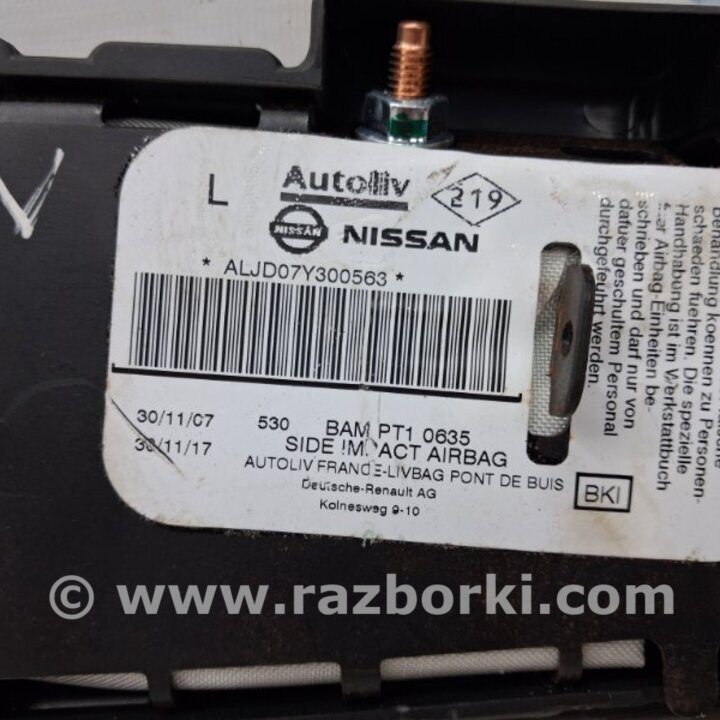 V
L
Autoliv
219
NISSAN
NISSAN
* ALJD07Y300563 *
30/11/07 530 BAM PT1 0635
30/11/17 SIDE IMPACT AIRBAG
AUTOLIV FRANCE-LIVBAG PONT DE BUIS
Deutsche-Renault AG
Kolnesweg 9-10
BKI
Behandlung koennen zu Personen-
schaeden fuehren. Die spezielle
Handhabung ist im Werkstattbuch
Airbag-Einheiten be-
schrieben und darf nur von
dafuer geschultem Personal
durchgefuehrt werden.
© www.razborki.com